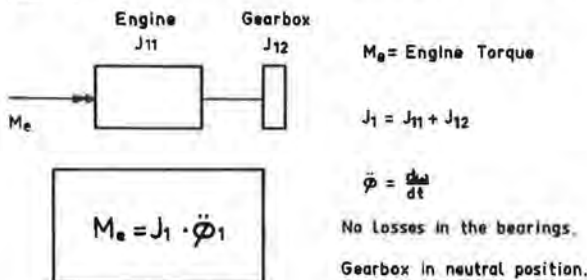 Engine Gearbox
J11 J12
Me = Engine Torque
Me
J1 = J11 + J12
φ̈ = dω/dt
Me = J1 · φ̈1
No Losses in the bearings.
Gearbox in neutral position.